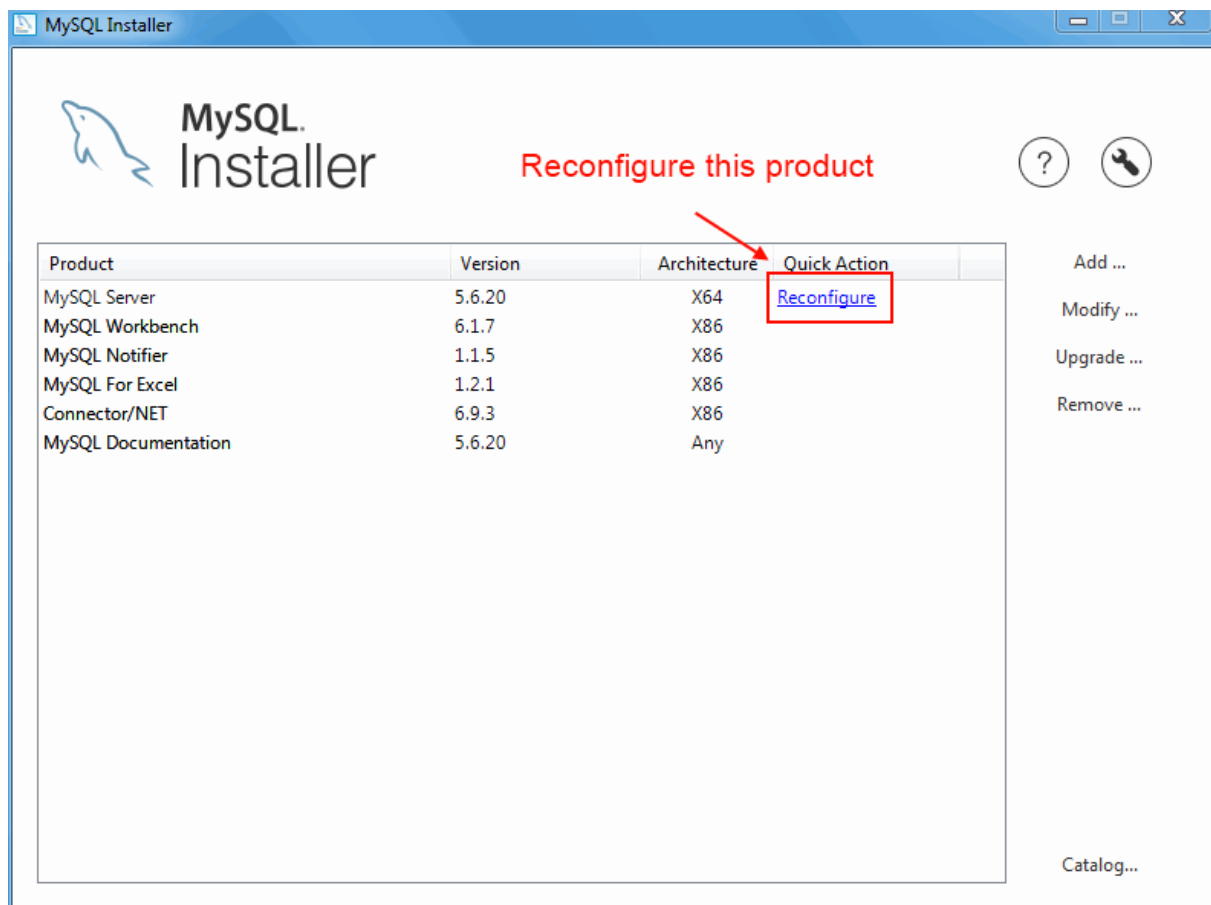 MySQL Installer
MySQL.
Installer
Reconfigure this product
?
Product Version Architecture Quick Action
MySQL Server 5.6.20 X64 Reconfigure
MySQL Workbench 6.1.7 X86
MySQL Notifier 1.1.5 X86
MySQL For Excel 1.2.1 X86
Connector/NET 6.9.3 X86
MySQL Documentation 5.6.20 Any
Add ...
Modify ...
Upgrade ...
Remove ...
Catalog...